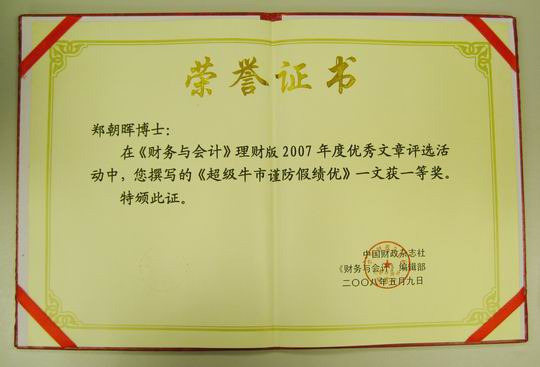 荣誉证书
郑朝晖博士：
在《财务与会计》理财版2007年度优秀文章评选活
动中，您撰写的《超级牛市谨防假绩优》一文获一等奖。
特颁此证。
中国财政杂志社
《财务与会计》编辑部
二〇〇八年五月九日